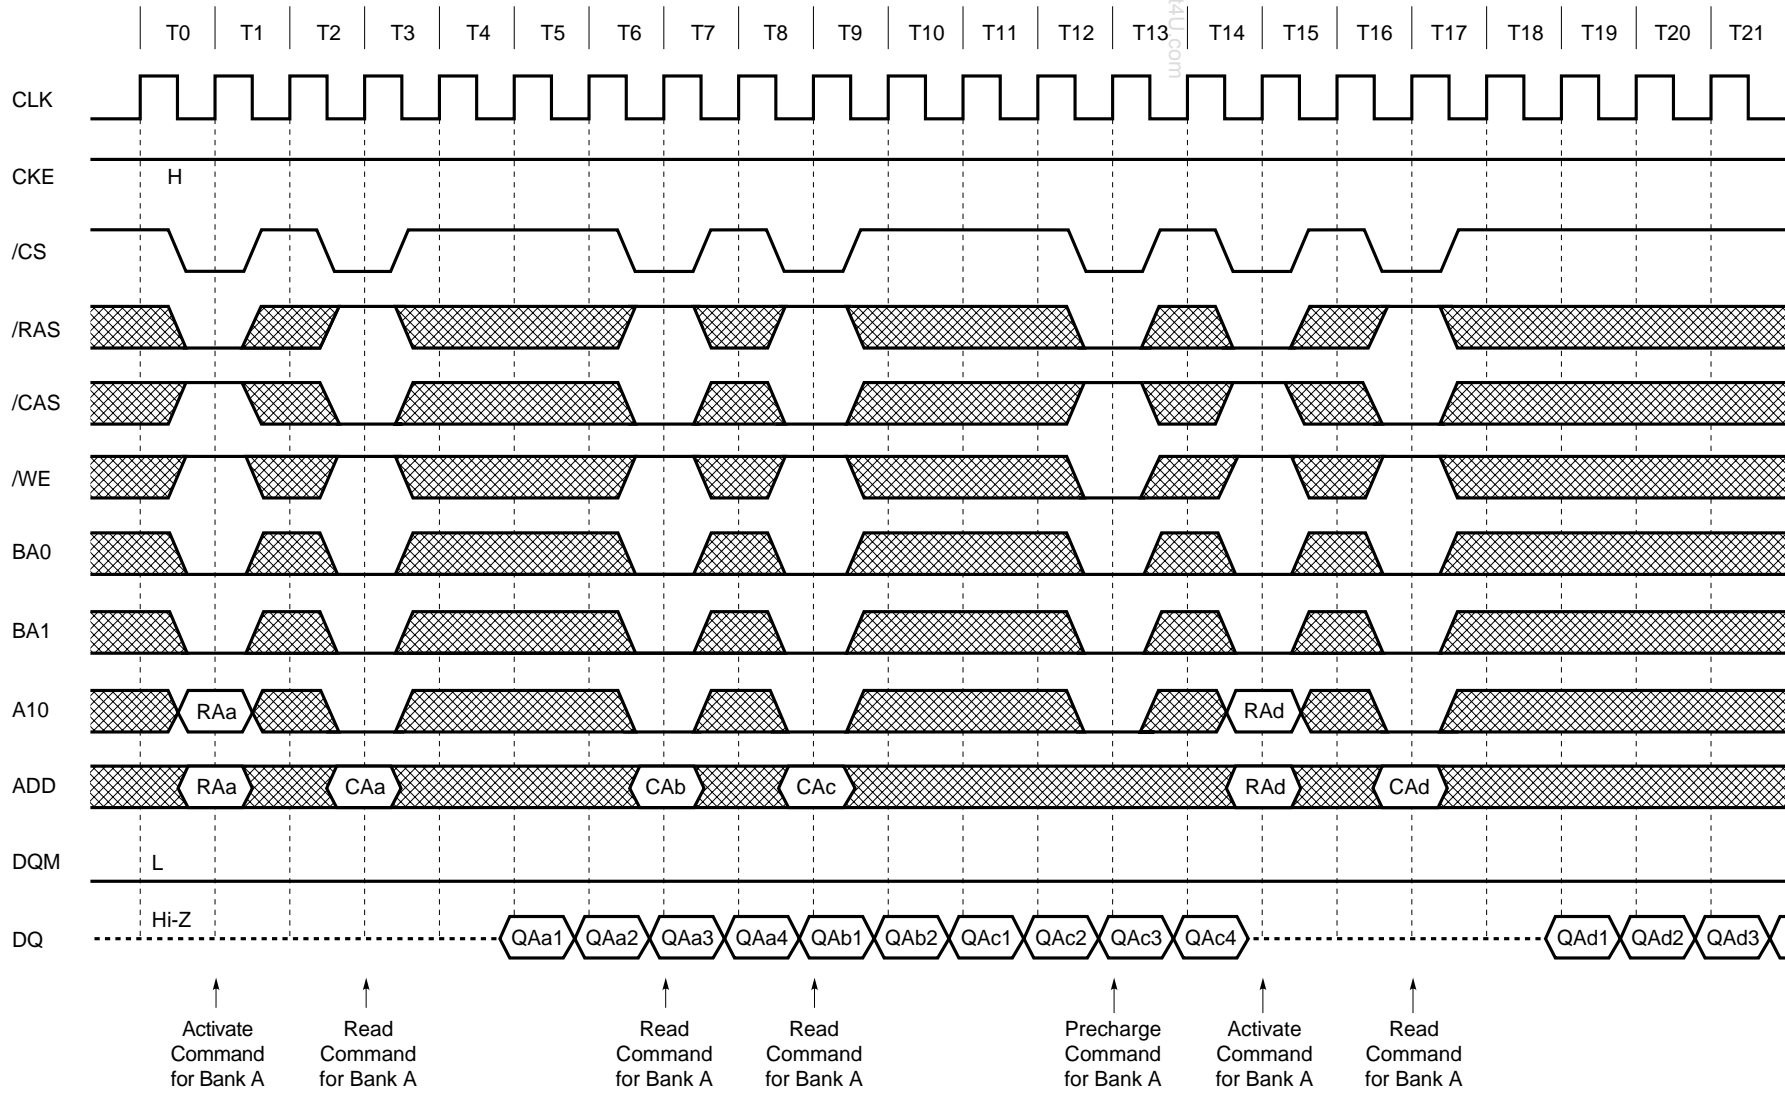 T0 T1 T2 T3 T4 T5 T6 T7 T8 T9 T10 T11 T12 T13 T14 T15 T16 T17 T18 T19 T20 T21
t4U.com
CLK
CKE H
/CS
/RAS
/CAS
/WE
BA0
BA1
A10 RAa RAd
ADD RAa CAa CAb CAc RAd CAd
DQM L
Hi-Z
DQ QAa1 QAa2 QAa3 QAa4 QAb1 QAb2 QAc1 QAc2 QAc3 QAc4 QAd1 QAd2 QAd3
Activate Read Read Read Precharge Activate Read
Command Command Command Command Command Command Command
for Bank A for Bank A for Bank A for Bank A for Bank A for Bank A for Bank A